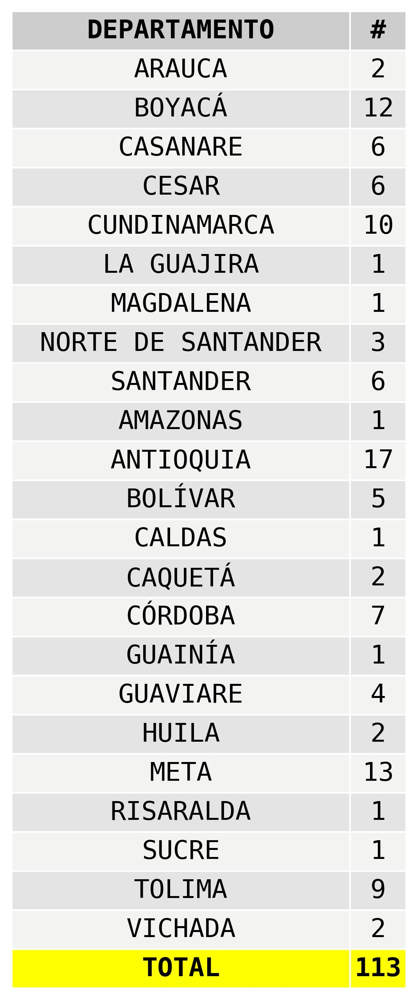 DEPARTAMENTO #
ARAUCA 2
BOYACÁ 12
CASANARE 6
CESAR 6
CUNDINAMARCA 10
LA GUAJIRA 1
MAGDALENA 1
NORTE DE SANTANDER 3
SANTANDER 6
AMAZONAS 1
ANTIOQUIA 17
BOLÍVAR 5
CALDAS 1
CAQUETÁ 2
CÓRDOBA 7
GUAINÍA 1
GUAVIARE 4
HUILA 2
META 13
RISARALDA 1
SUCRE 1
TOLIMA 9
VICHADA 2
TOTAL 113